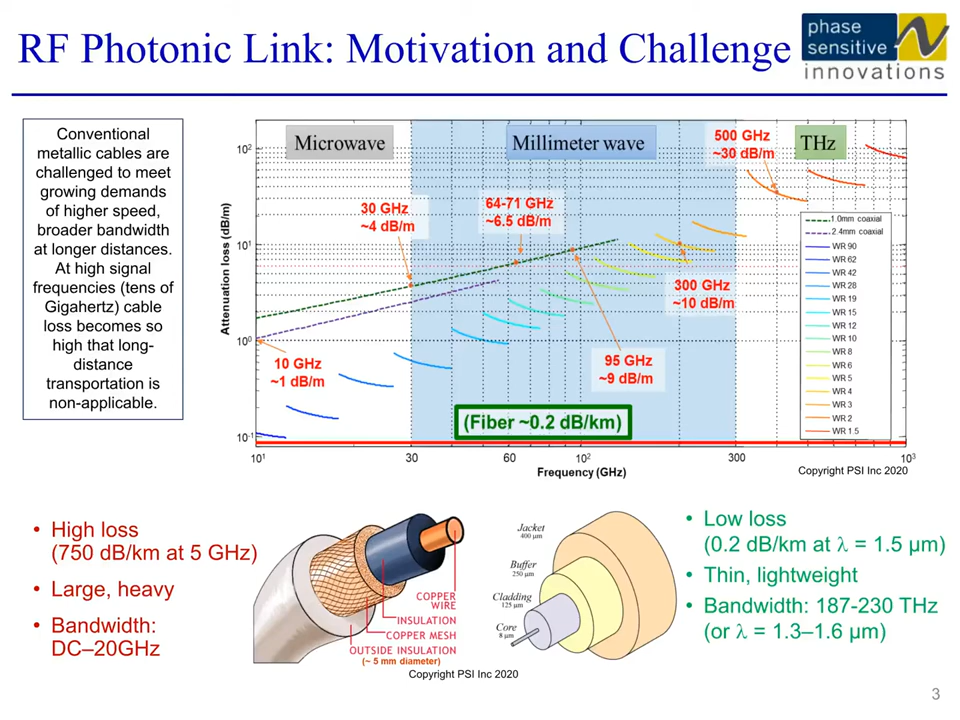 RF Photonic Link: Motivation and Challenge
phase
sensitive
innovations
Conventional
metallic cables are
challenged to meet
growing demands
of higher speed,
broader bandwidth
at longer distances.
At high signal
frequencies (tens of
Gigahertz) cable
loss becomes so
high that long-
distance
transportation is
non-applicable.
Attenuation loss (dB/m)
10²
10¹
10⁰
10⁻¹
Microwave
Millimeter wave
THz
500 GHz
~30 dB/m
30 GHz
~4 dB/m
64-71 GHz
~6.5 dB/m
300 GHz
~10 dB/m
10 GHz
~1 dB/m
95 GHz
~9 dB/m
(Fiber ~0.2 dB/km)
1.0mm coaxial
2.4mm coaxial
WR 90
WR 62
WR 42
WR 28
WR 19
WR 15
WR 12
WR 10
WR 8
WR 6
WR 5
WR 4
WR 3
WR 2
WR 1.5
10¹
30
60
10²
300
10³
Frequency (GHz)
Copyright PSI Inc 2020
• High loss
(750 dB/km at 5 GHz)
• Large, heavy
• Bandwidth:
DC–20GHz
COPPER
WIRE
INSULATION
COPPER MESH
OUTSIDE INSULATION
(~ 5 mm diameter)
Copyright PSI Inc 2020
Jacket
400 µm
Buffer
250 µm
Cladding
125 µm
Core
8 µm
• Low loss
(0.2 dB/km at λ = 1.5 µm)
• Thin, lightweight
• Bandwidth: 187-230 THz
(or λ = 1.3–1.6 µm)
3